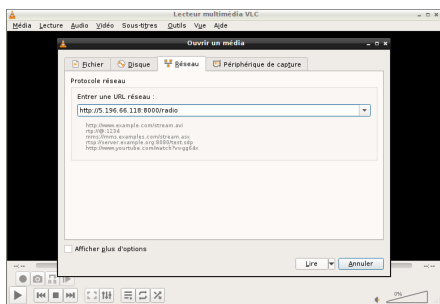 Lecteur multimédia VLC
Média Lecture Audio Vidéo Sous-titres Outils Vue Aide
Ouvrir un média
Fichier Disque Réseau Périphérique de capture
Protocole réseau
Entrer une URL réseau :
http://5.196.66.118:8000/radio
http://www.example.com/stream.avi
rtp://@:1234
mms://mms.examples.com/stream.asx
rtsp://server.example.org:8080/test.sdp
http://www.yourtube.com/watch?v=gg64x
Afficher plus d'options
Lire Annuler
--:-- --:--
0%